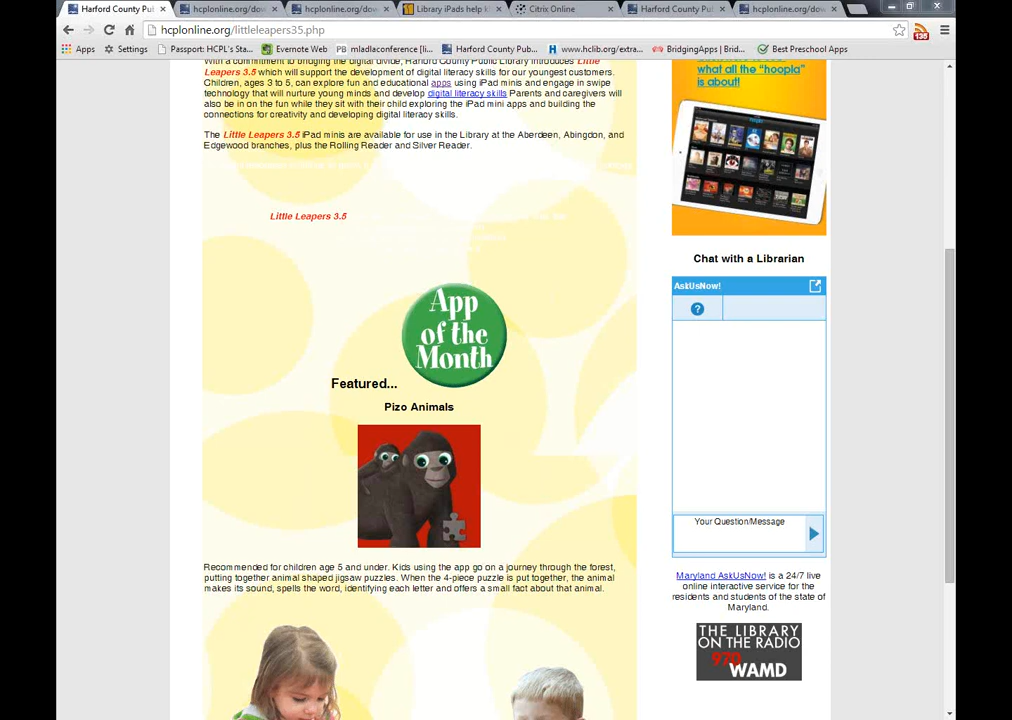 Harford County Pu
hcplonline.org/dov
hcplonline.org/dov
Library iPads help k
Citrix Online
Harford County Pu
hcplonline.org/dov
hcplonline.org/littleleapers35.php
135
Apps
Settings
Passport: HCPL's Sta...
Evernote Web
PB mladlaconference [li...
Harford County Pub...
H www.hclib.org/extra...
BridgingApps | Brid...
Best Preschool Apps
With a commitment to bridging the digital divide, Harford County Public Library introduces Little
Leapers 3.5 which will support the development of digital literacy skills for our youngest customers.
Children, ages 3 to 5, can explore fun and educational apps using iPad minis and engage in swipe
technology that will nurture young minds and develop digital literacy skills Parents and caregivers will
also be in on the fun while they sit with their child exploring the iPad mini apps and building the
connections for creativity and developing digital literacy skills.
The Little Leapers 3.5 iPad minis are available for use in the Library at the Aberdeen, Abingdon, and
Edgewood branches, plus the Rolling Reader and Silver Reader.
Little Leapers 3.5
App
of the
Month
Featured...
Pizo Animals
Recommended for children age 5 and under. Kids using the app go on a journey through the forest,
putting together animal shaped jigsaw puzzles. When the 4-piece puzzle is put together, the animal
makes its sound, spells the word, identifying each letter and offers a small fact about that animal.
what all the "hoopla"
is about!
Chat with a Librarian
AskUsNow!
?
Your Question/Message
Maryland AskUsNow! is a 24/7 live
online interactive service for the
residents and students of the state of
Maryland.
THE LIBRARY
ON THE RADIO
970
WAMD